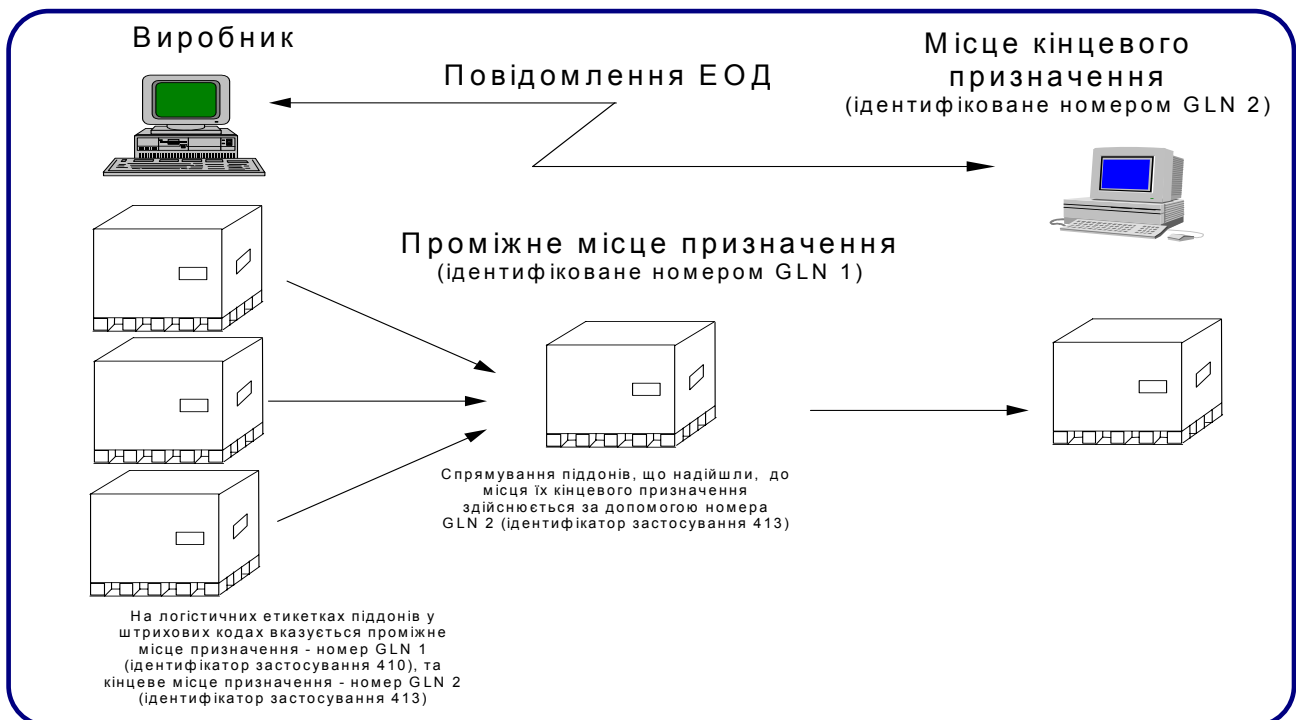 Виробник
Повідомлення ЕОД
Місце кінцевого
призначення
(ідентифіковане номером GLN 2)
Проміжне місце призначення
(ідентифіковане номером GLN 1)
Спрямування піддонів, що надійшли, до
місця їх кінцевого призначення
здійснюється за допомогою номера
GLN 2 (ідентифікатор застосування 413)
На логістичних етикетках піддонів у
штрихових кодах вказується проміжне
місце призначення - номер GLN 1
(ідентифікатор застосування 410), та
кінцеве місце призначення - номер GLN 2
(ідентифікатор застосування 413)